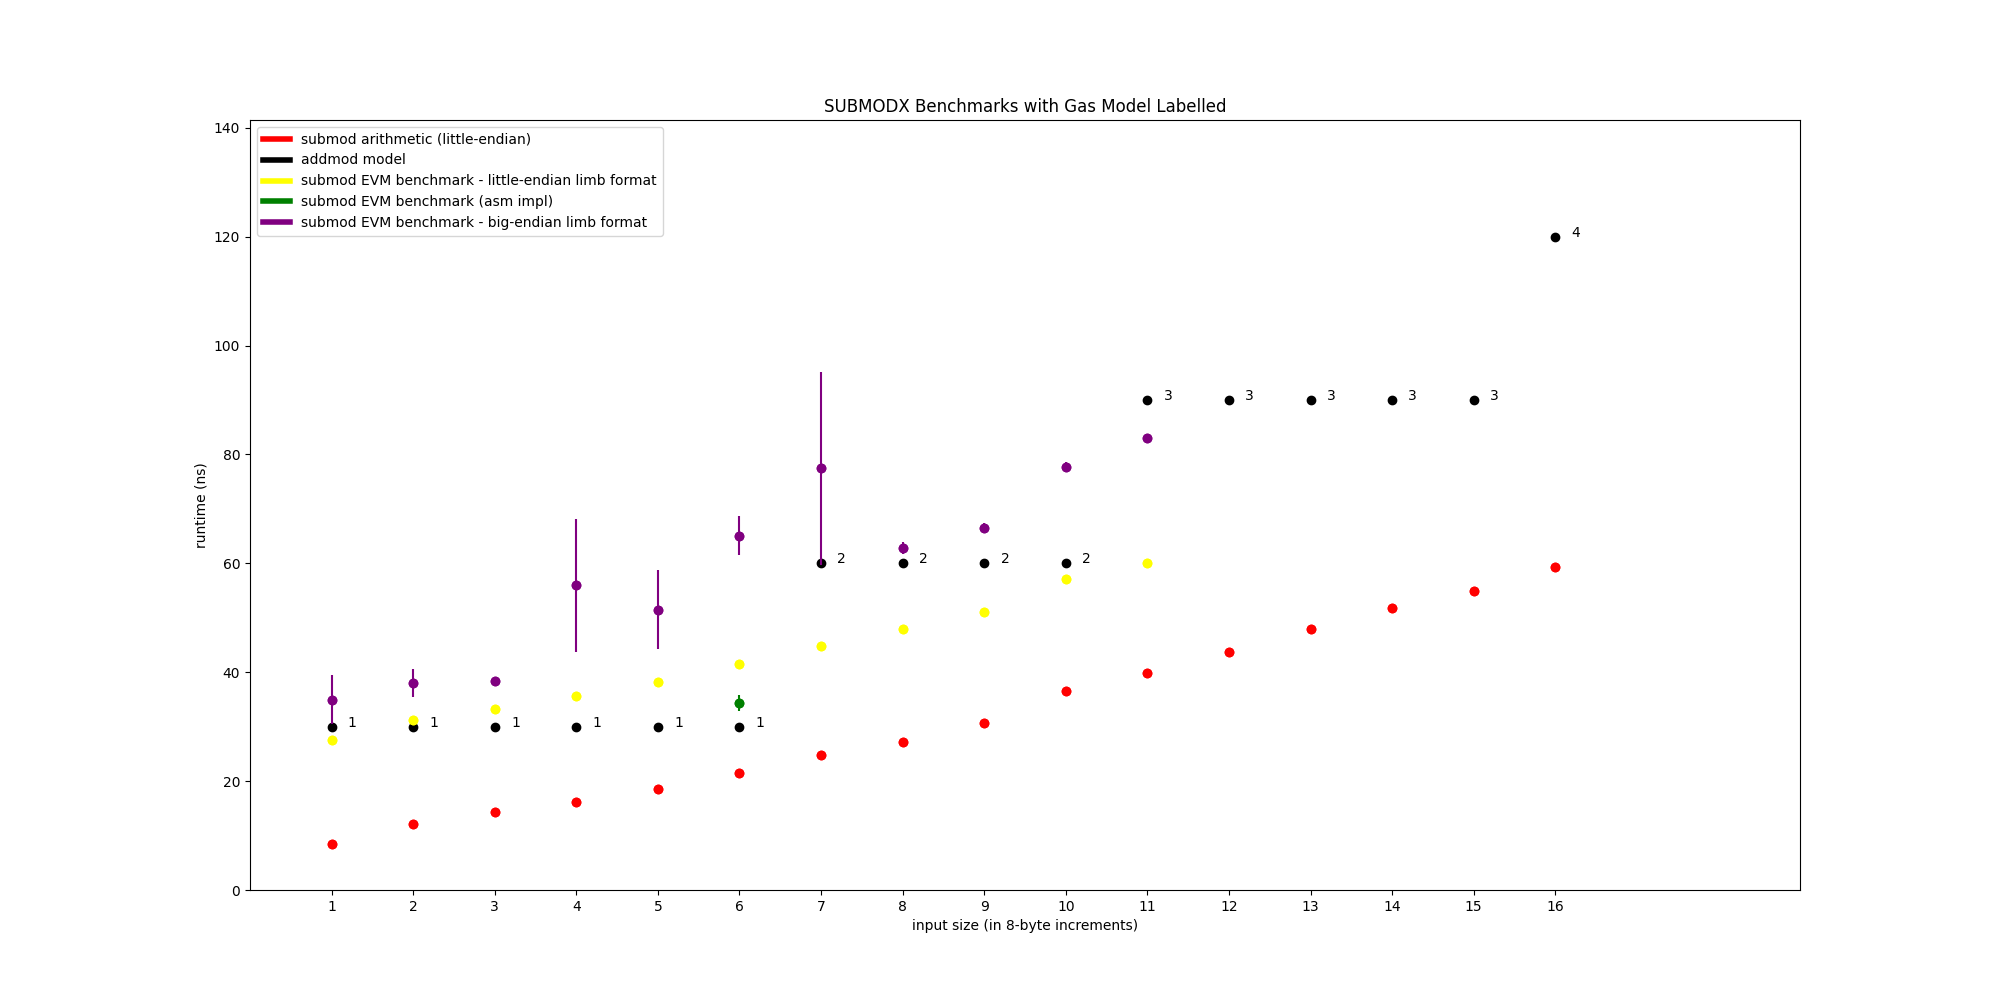 SUBMODX Benchmarks with Gas Model Labelled
submod arithmetic (little-endian)
addmod model
submod EVM benchmark - little-endian limb format
submod EVM benchmark (asm impl)
submod EVM benchmark - big-endian limb format
140
120
100
80
60
40
20
0
runtime (ns)
4
3 3 3 3 3
2 2 2 2
1 1 1 1 1 1
1 2 3 4 5 6 7 8 9 10 11 12 13 14 15 16
input size (in 8-byte increments)